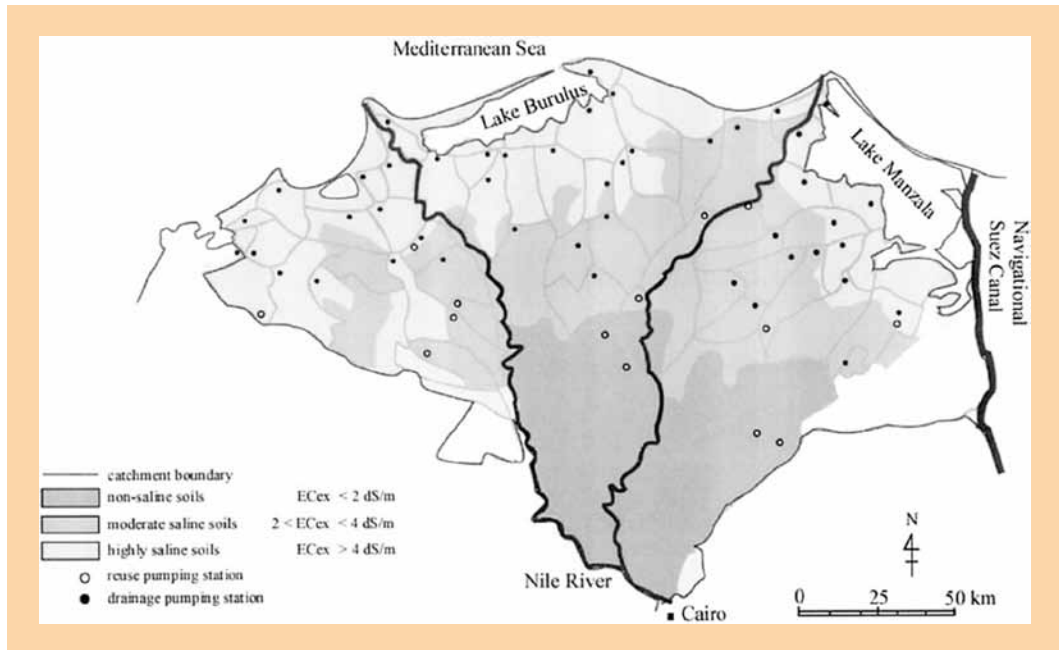 Mediterranean Sea
Lake Burulus
Lake Manzala
Navigational
Suez Canal
catchment boundary
non-saline soils ECex < 2 dS/m
moderate saline soils 2 < ECex < 4 dS/m
highly saline soils ECex > 4 dS/m
reuse pumping station
drainage pumping station
Nile River
Cairo
N
0 25 50 km